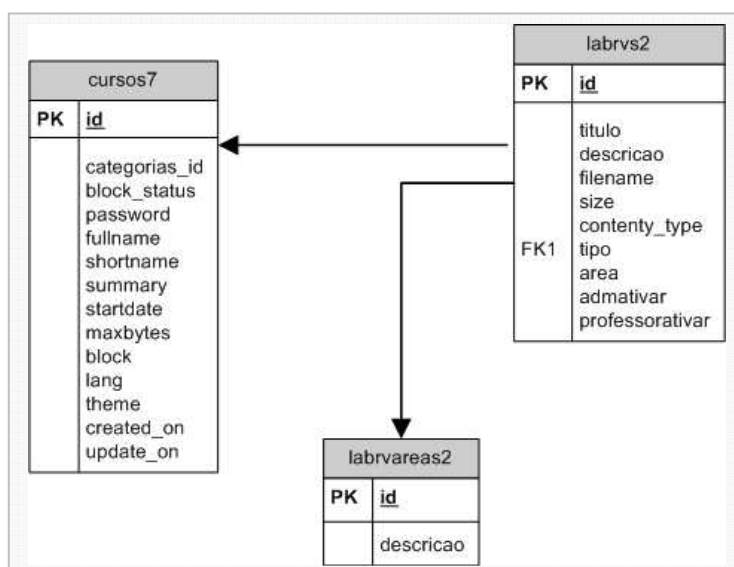 cursos7
PK id
categorias_id
block_status
password
fullname
shortname
summary
startdate
maxbytes
block
lang
theme
created_on
update_on
labrvs2
PK id
titulo
descricao
filename
size
contenty_type
FK1 tipo
area
admativar
professorativar
labrvareas2
PK id
descricao